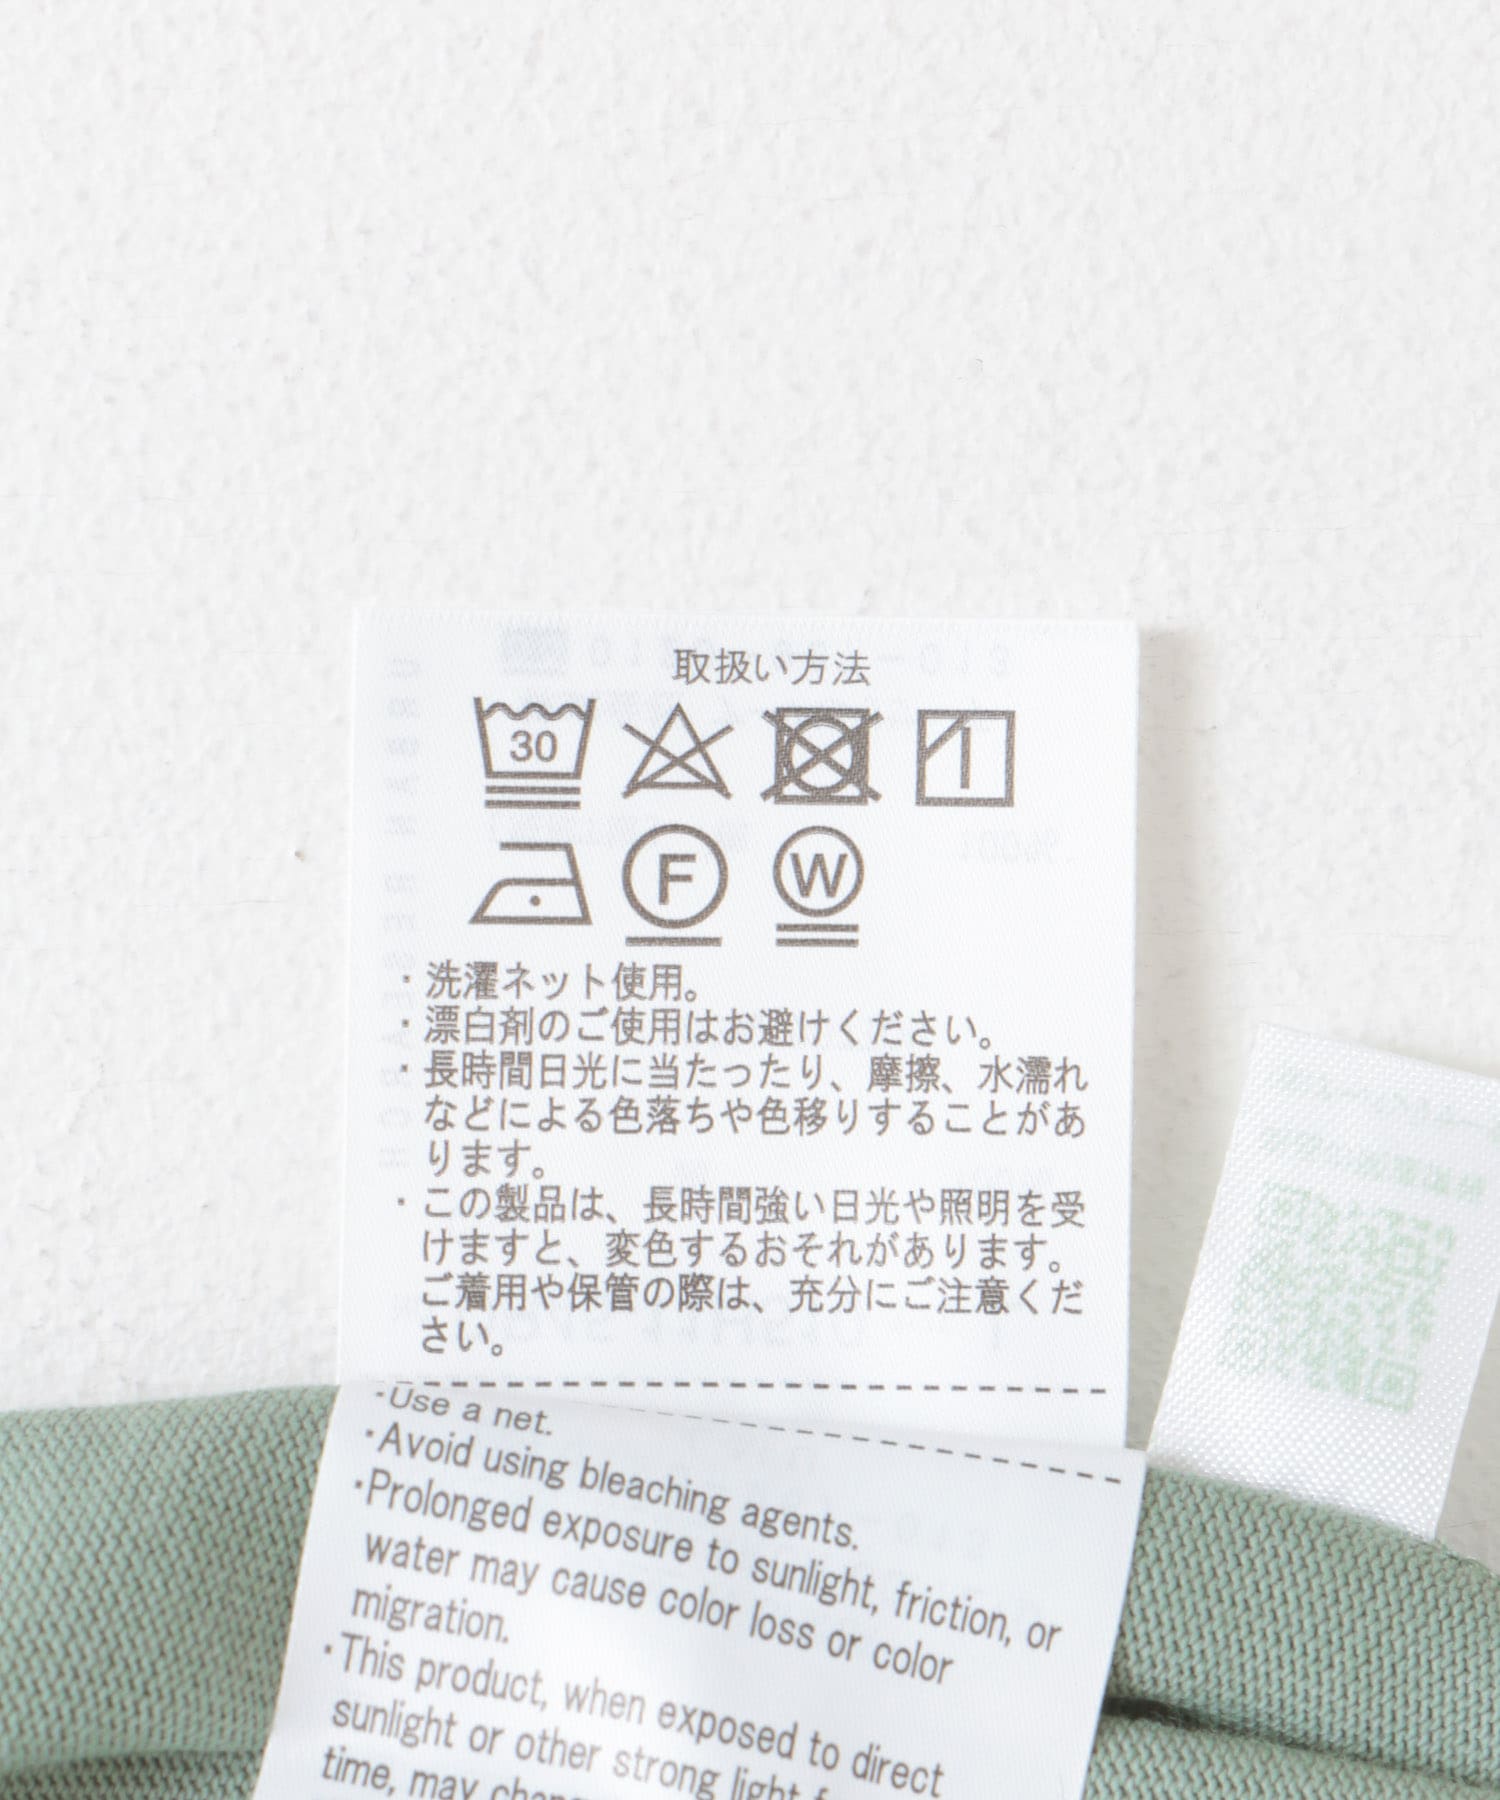 取扱い方法
30
F W
・洗濯ネット使用。
・漂白剤のご使用はお避けください。
・長時間日光に当たったり、摩擦、水濡れ
などによる色落ちや色移りすることがあ
ります。
・この製品は、長時間強い日光や照明を受
けますと、変色するおそれがあります。
ご着用や保管の際は、充分にご注意くだ
さい。
・Use a net.
・Avoid using bleaching agents.
・Prolonged exposure to sunlight, friction, or
water may cause color loss or color
migration.
・This product, when exposed to direct
sunlight or other strong light
time, may